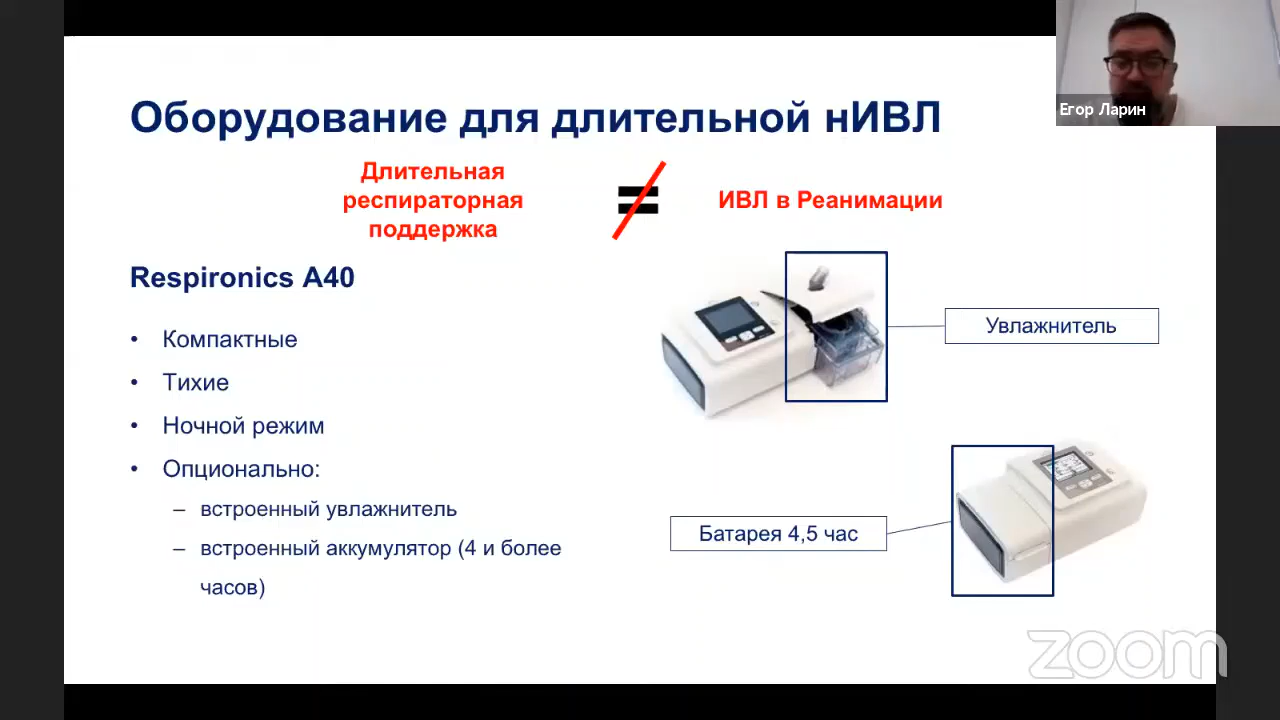 Егор Ларин
Оборудование для длительной нИВЛ
Длительная
респираторная
поддержка
=
ИВЛ в Реанимации
Respironics A40
• Компактные
• Тихие
• Ночной режим
• Опционально:
– встроенный увлажнитель
– встроенный аккумулятор (4 и более
часов)
Увлажнитель
Батарея 4,5 час
zoom